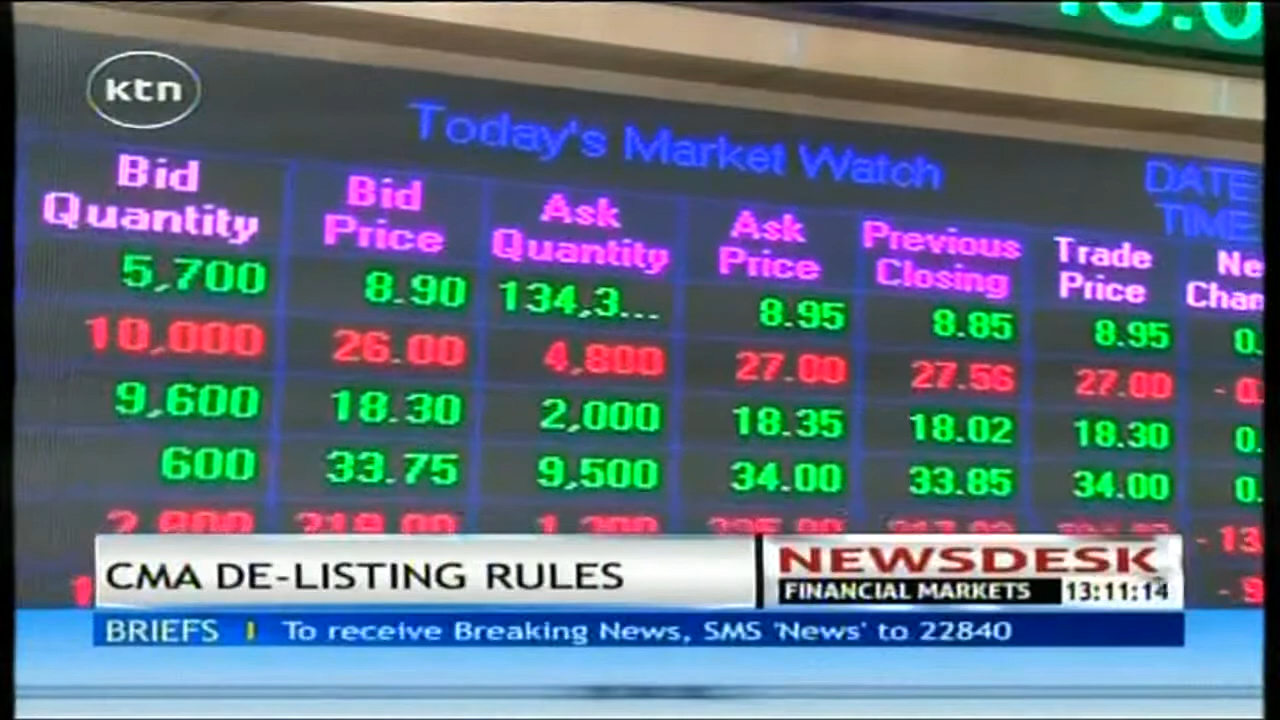 ktn
Today's Market Watch
DATE
TIME
Bid Quantity
Bid Price
Ask Quantity
Ask Price
Previous Closing
Trade Price
5,700 8.90 134,3... 8.95 8.85 8.95 0.
10,000 26.00 4,800 27.00 27.56 27.00
9,600 18.30 2,000 18.35 18.02 18.30 0.
600 33.75 9,500 34.00 33.85 34.00 0.
- 13
CMA DE-LISTING RULES
NEWSDESK
FINANCIAL MARKETS 13:11:14
BRIEFS | To receive Breaking News, SMS 'News' to 22840